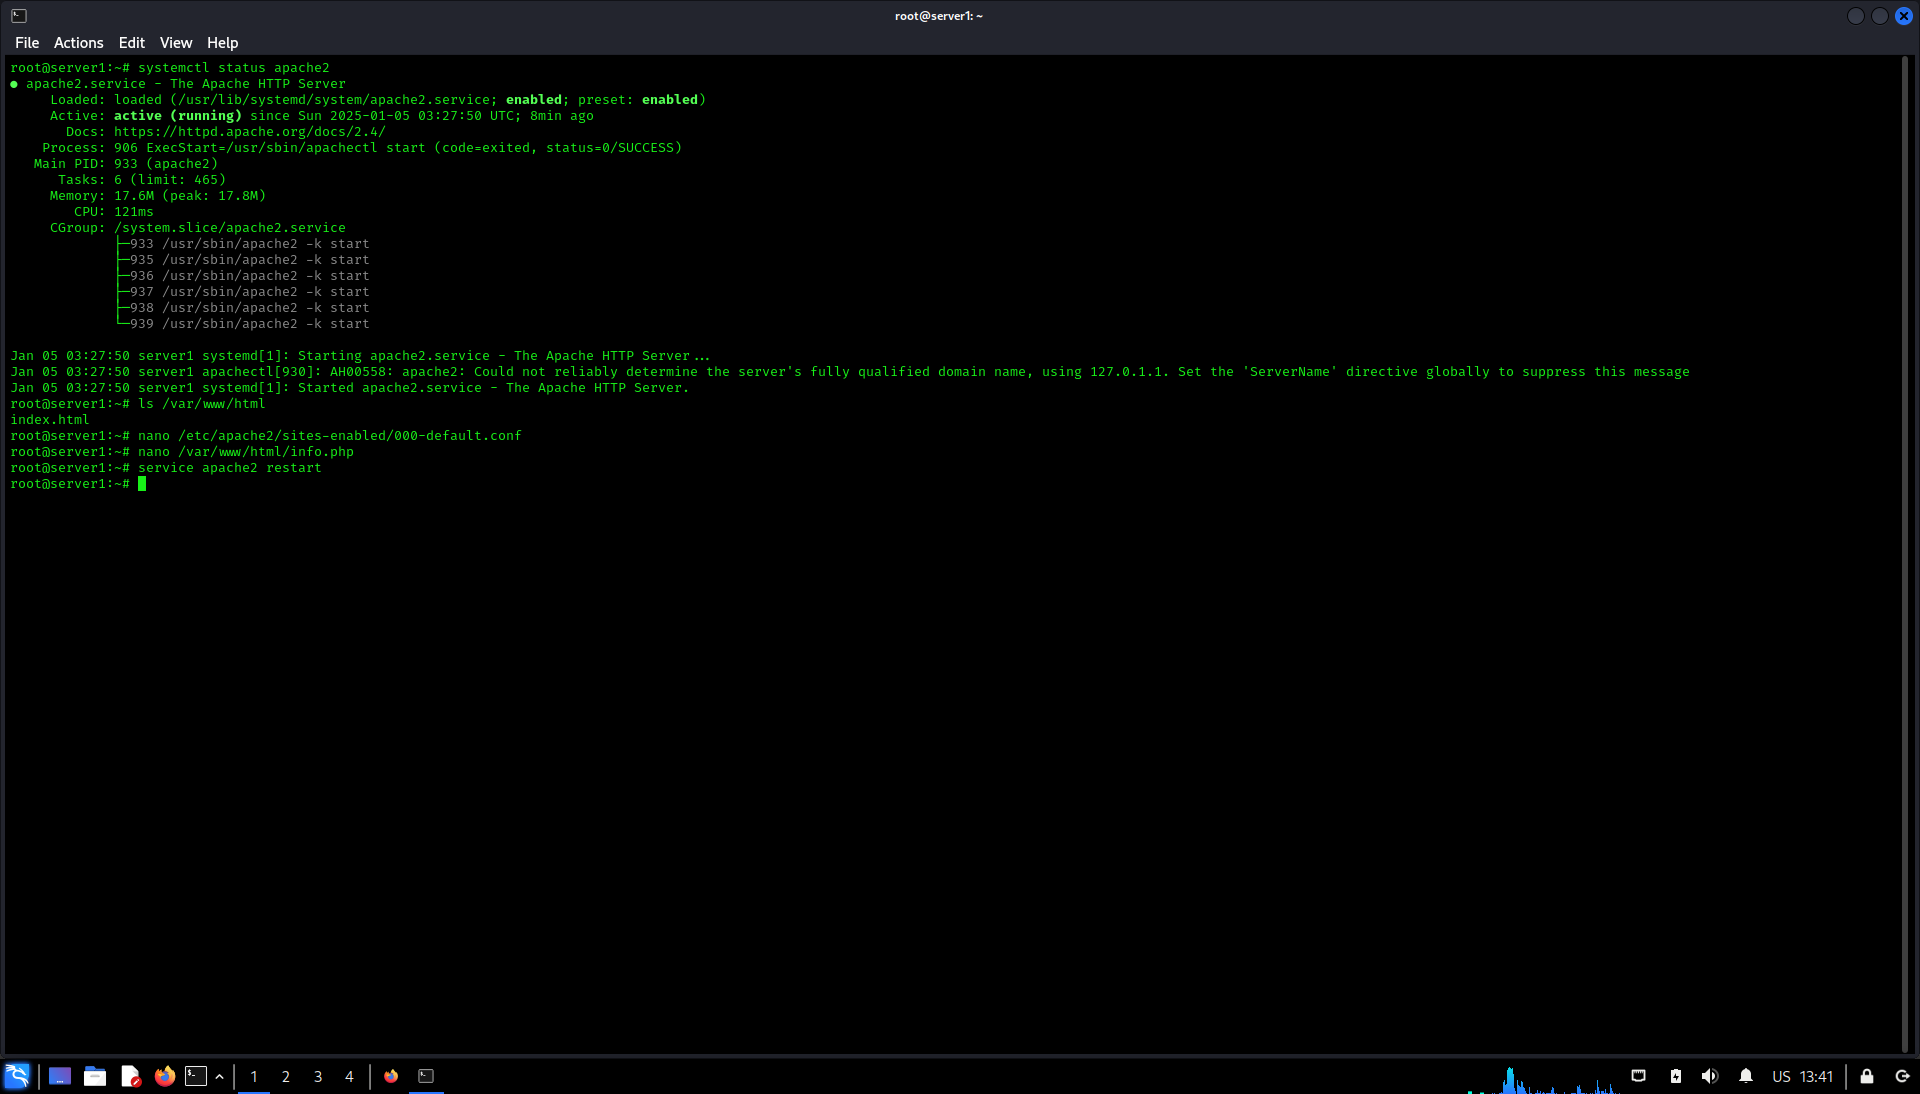 root@server1: ~
File Actions Edit View Help
root@server1:~# systemctl status apache2
● apache2.service - The Apache HTTP Server
     Loaded: loaded (/usr/lib/systemd/system/apache2.service; enabled; preset: enabled)
     Active: active (running) since Sun 2025-01-05 03:27:50 UTC; 8min ago
       Docs: https://httpd.apache.org/docs/2.4/
    Process: 906 ExecStart=/usr/sbin/apachectl start (code=exited, status=0/SUCCESS)
   Main PID: 933 (apache2)
      Tasks: 6 (limit: 465)
     Memory: 17.6M (peak: 17.8M)
        CPU: 121ms
     CGroup: /system.slice/apache2.service
             ├─933 /usr/sbin/apache2 -k start
             ├─935 /usr/sbin/apache2 -k start
             ├─936 /usr/sbin/apache2 -k start
             ├─937 /usr/sbin/apache2 -k start
             ├─938 /usr/sbin/apache2 -k start
             └─939 /usr/sbin/apache2 -k start
Jan 05 03:27:50 server1 systemd[1]: Starting apache2.service - The Apache HTTP Server...
Jan 05 03:27:50 server1 apachectl[930]: AH00558: apache2: Could not reliably determine the server's fully qualified domain name, using 127.0.1.1. Set the 'ServerName' directive globally to suppress this message
Jan 05 03:27:50 server1 systemd[1]: Started apache2.service - The Apache HTTP Server.
root@server1:~# ls /var/www/html
index.html
root@server1:~# nano /etc/apache2/sites-enabled/000-default.conf
root@server1:~# nano /var/www/html/info.php
root@server1:~# service apache2 restart
root@server1:~#
1 2 3 4 US 13:41